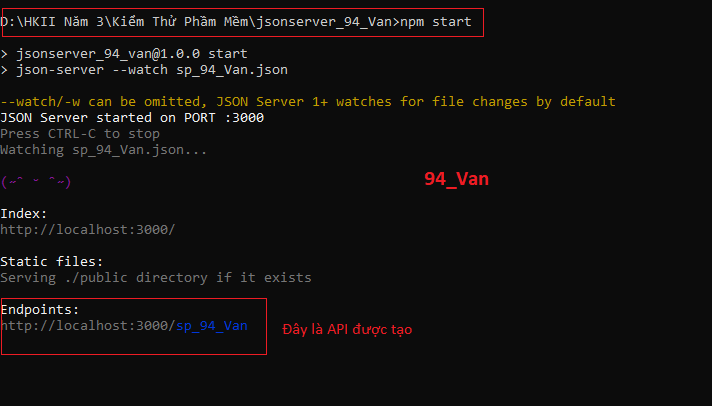 D:\HKII Năm 3\Kiểm Thử Phầm Mềm\jsonserver_94_Van>npm start
> jsonserver_94_van@1.0.0 start
> json-server --watch sp_94_Van.json
--watch/-w can be omitted, JSON Server 1+ watches for file changes by default
JSON Server started on PORT :3000
Press CTRL-C to stop
Watching sp_94_Van.json...
(~ˆ ˘ ˆ~)
94_Van
Index:
http://localhost:3000/
Static files:
Serving ./public directory if it exists
Endpoints:
http://localhost:3000/sp_94_Van
Đây là API được tạo